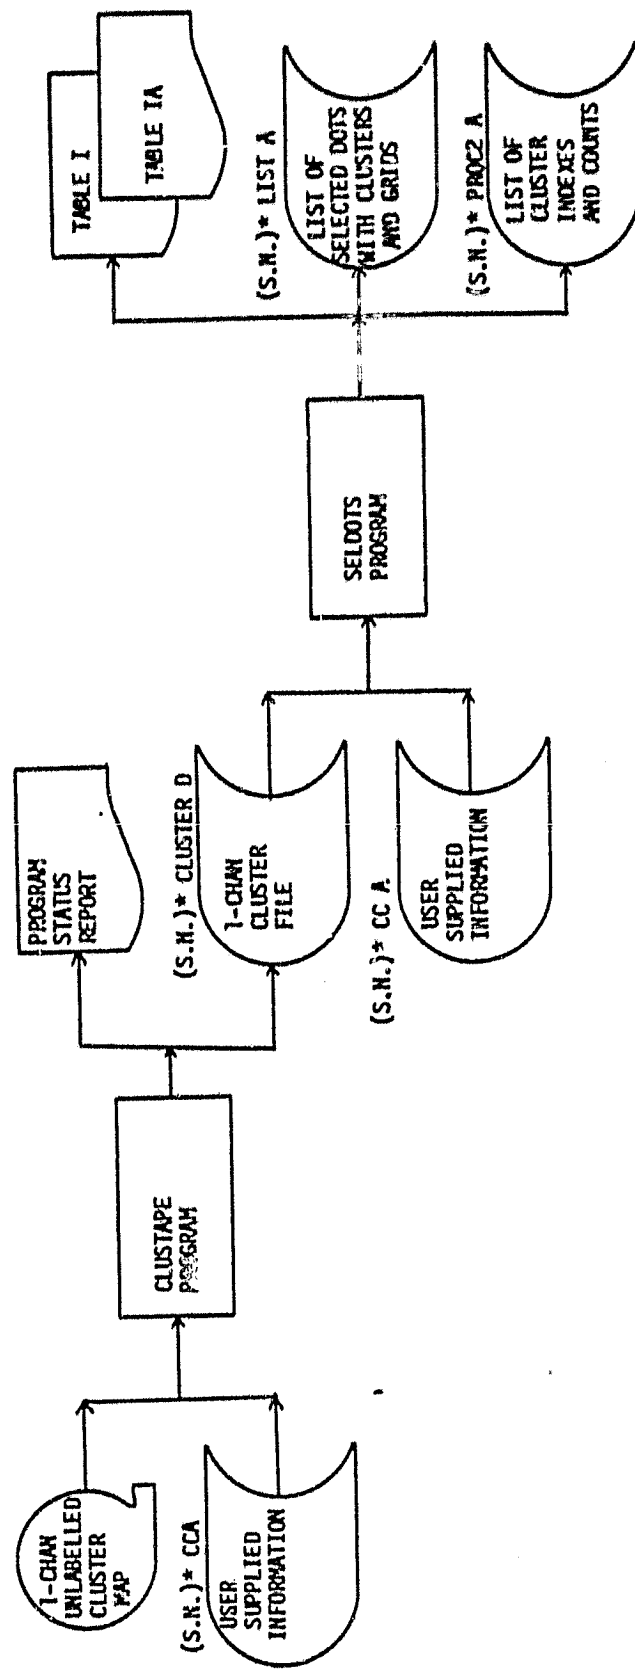 1-CHAN
UNLABELLED
CLUSTER
MAP
(S.N.)* CCA
USER
SUPPLIED
INFORMATION
CLUSTAPE
PROGRAM
PROGRAM
STATUS
REPORT
(S.N.)* CLUSTER D
1-CHAN
CLUSTER
FILE
(S.N.)* CC A
USER
SUPPLIED
INFORMATION
SELDOTS
PROGRAM
TABLE I
TABLE IA
(S.N.)* LIST A
LIST OF
SELECTED DOTS
WITH CLUSTERS
AND GRIDS
(S.N.)* PROC2 A
LIST OF
CLUSTER
INDEXES
AND COUNTS